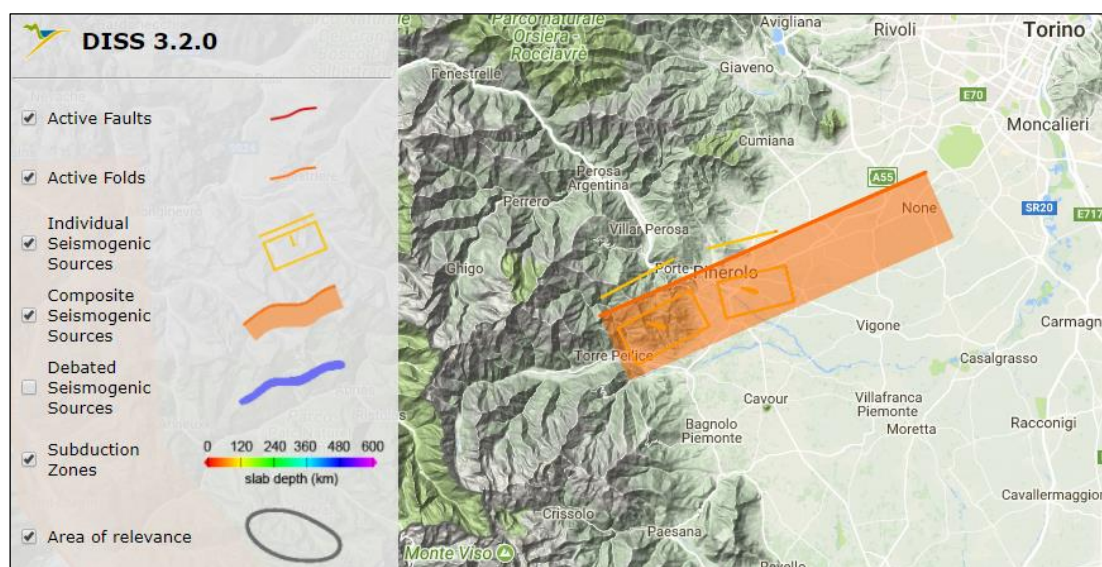 DISS 3.2.0
Active Faults
Active Folds
Individual
Seismogenic
Sources
Composite
Seismogenic
Sources
Debated
Seismogenic
Sources
Subduction
Zones
0 120 240 360 480 600
slab depth (km)
Area of relevance
Parco naturale
Orsiera -
Rocciavrè
Avigliana
Rivoli
Torino
Giaveno
Fenestrelle
E70
Moncalieri
Cumiana
Perosa
Argentina
A55
Perrero
None
SR20
E717
Villar Perosa
Ghigo
Porte
Pinerolo
Vigone
Carmagn
Torre Pellice
Casalgrasso
Cavour
Villafranca
Piemonte
Bagnolo
Piemonte
Moretta
Racconigi
Cavallermaggior
Crissolo
Paesana
Monte Viso